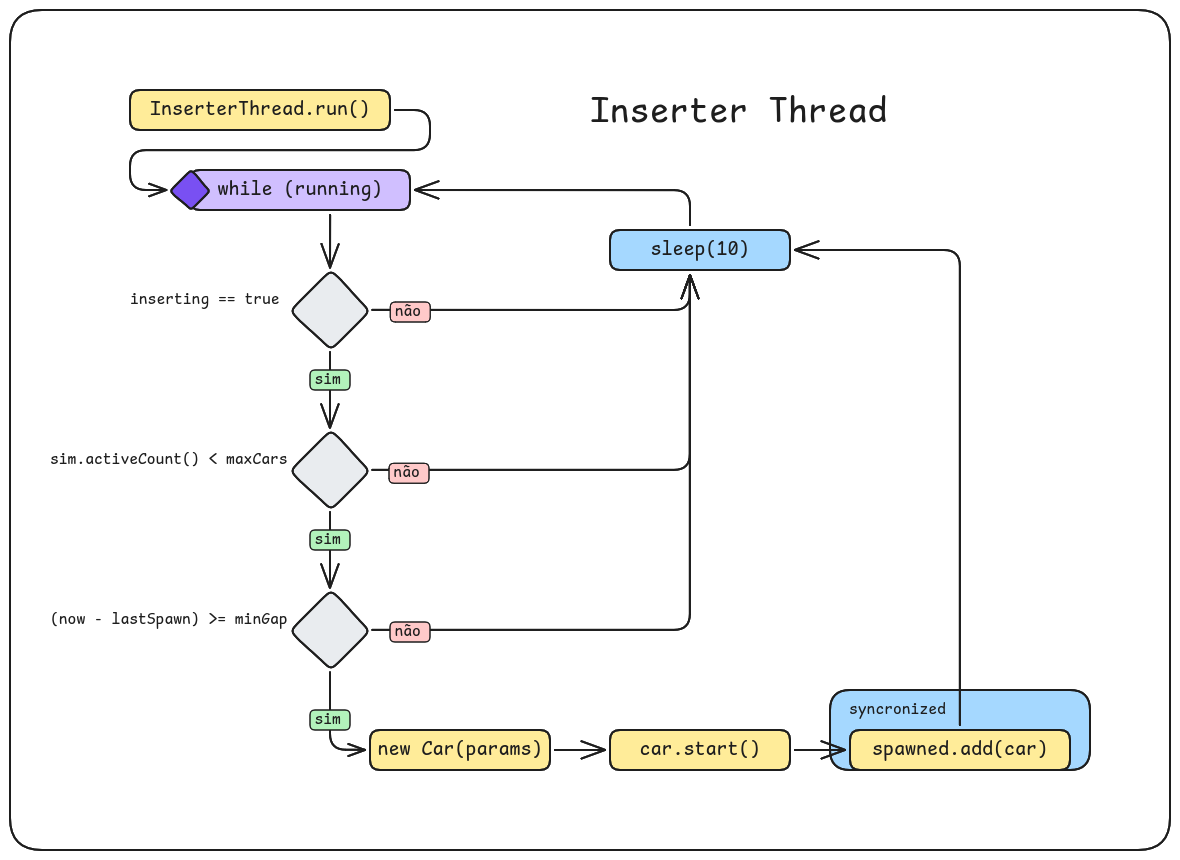 InserterThread.run()
Inserter Thread
while (running)
sleep(10)
inserting == true
não
sim
sim.activeCount() < maxCars
não
sim
(now - lastSpawn) >= minGap
não
sim
syncronized
new Car(params)
car.start()
spawned.add(car)